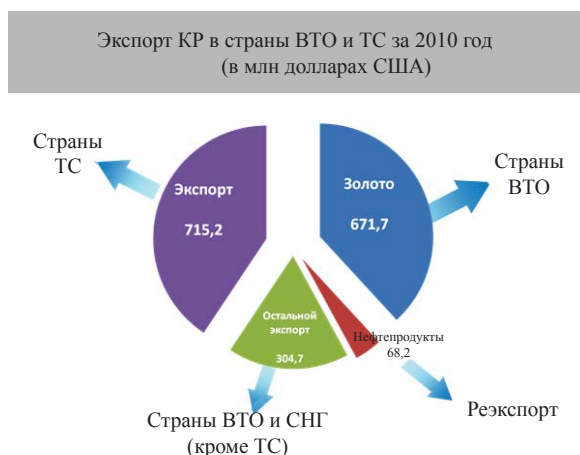 Экспорт КР в страны ВТО и ТС за 2010 год
(в млн долларах США)
Страны
ТС
Экспорт
715,2
Золото
671,7
Страны
ВТО
Остальной
экспорт
304,7
Нефтепродукты
68,2
Реэкспорт
Страны ВТО и СНГ
(кроме ТС)